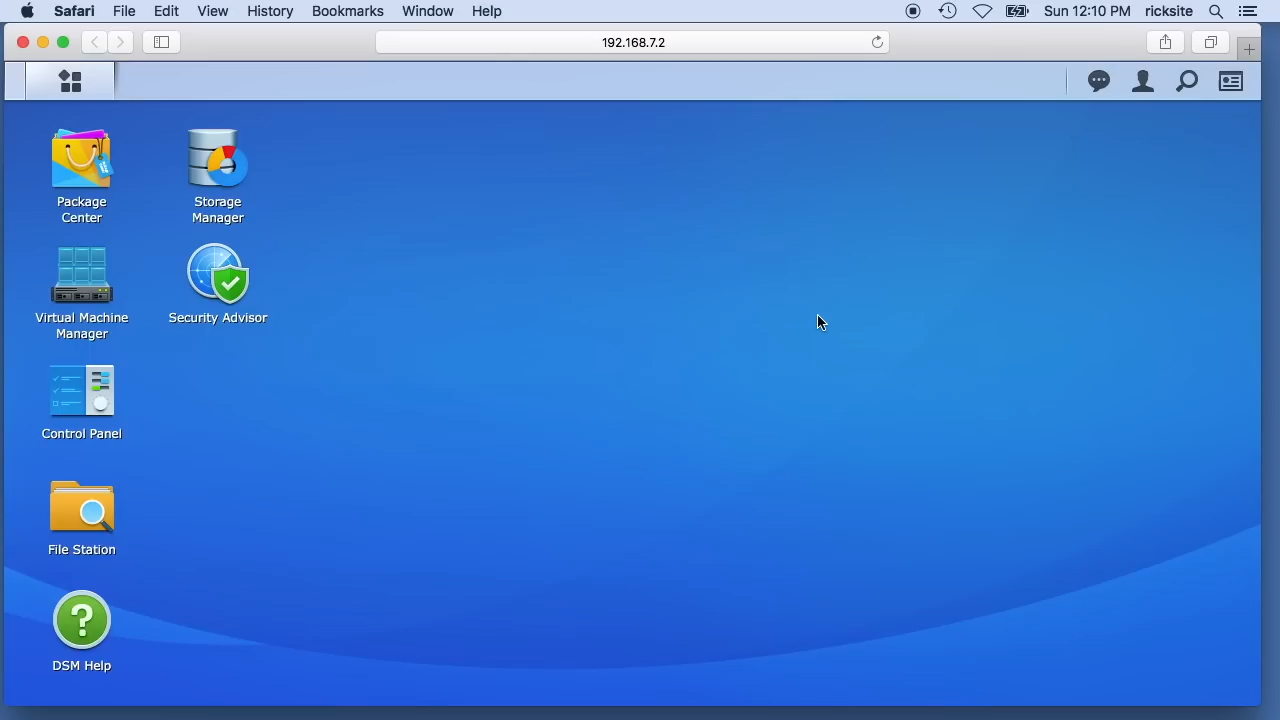 Safari File Edit View History Bookmarks Window Help Sun 12:10 PM ricksite
192.168.7.2
Package
Center
Storage
Manager
Virtual Machine
Manager
Security Advisor
Control Panel
File Station
DSM Help